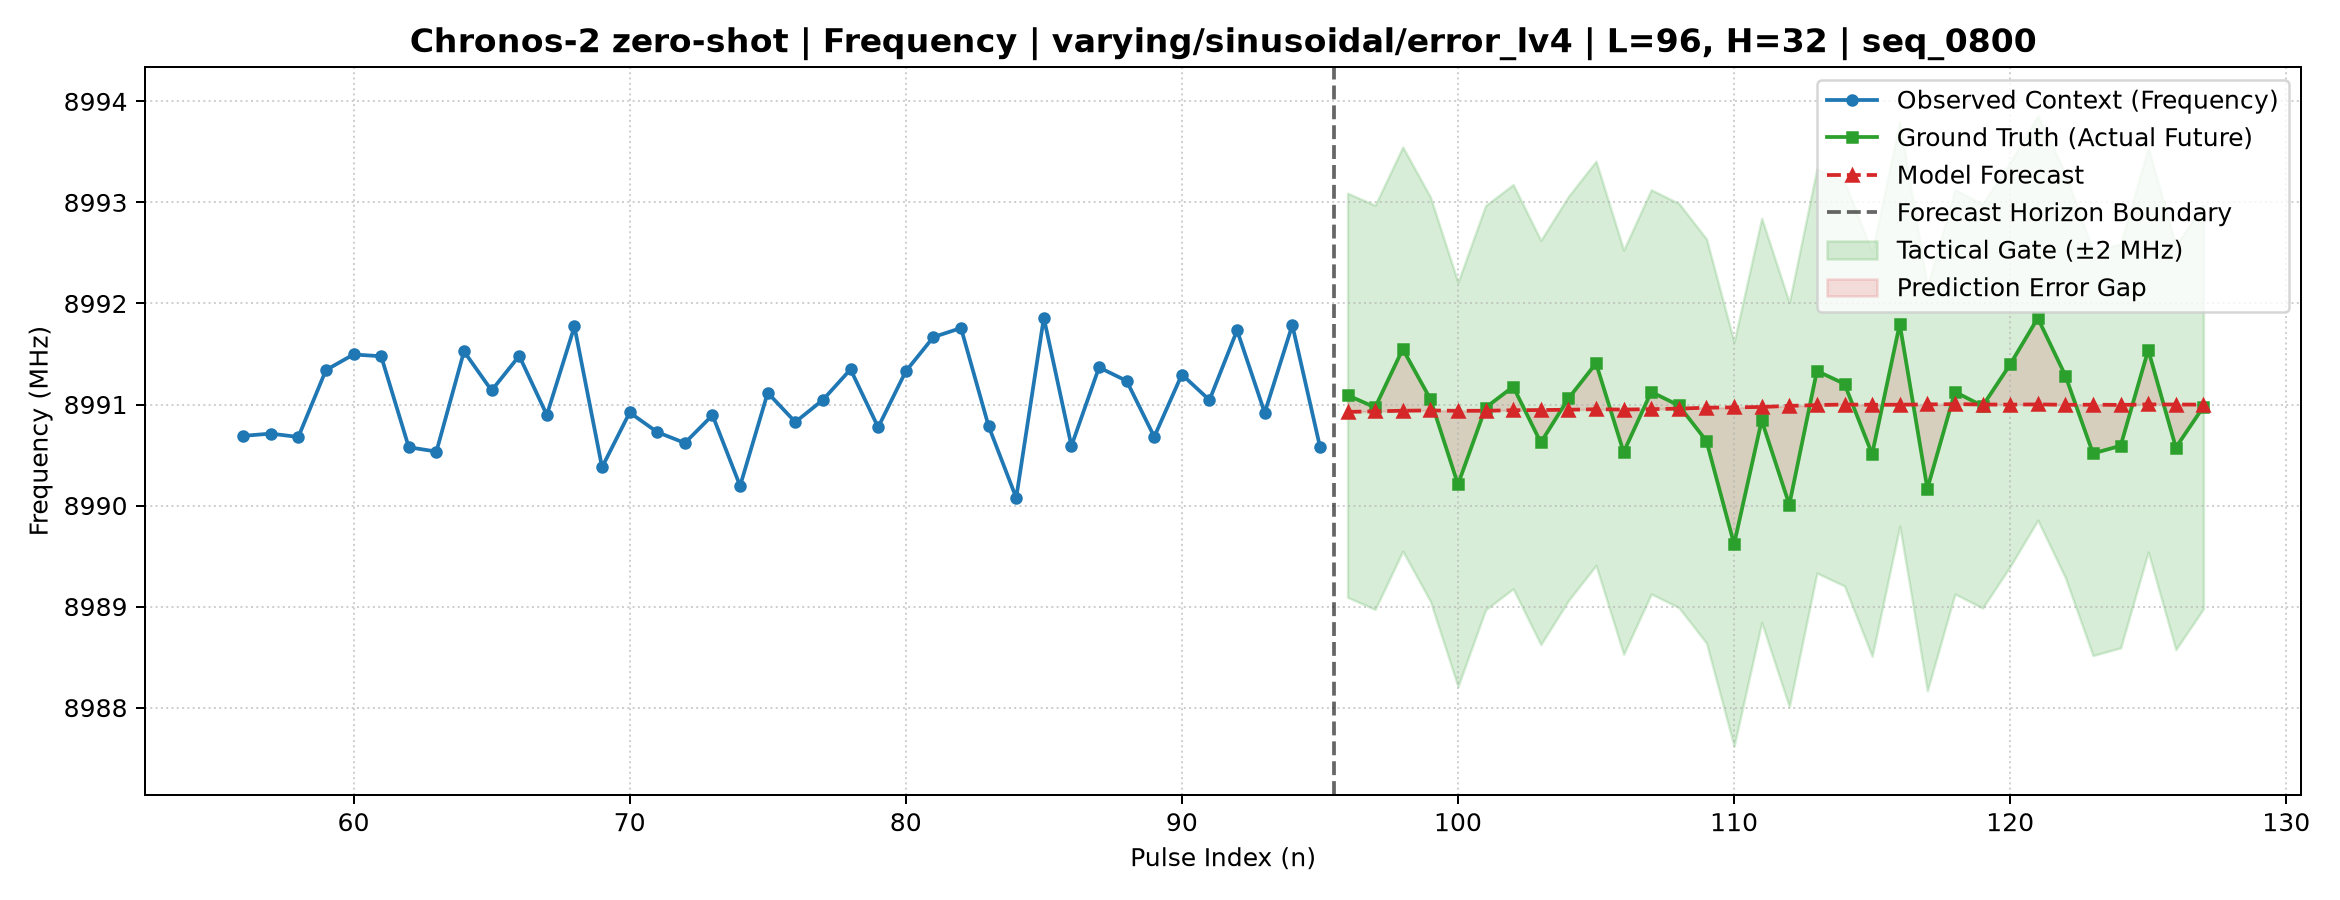 Chronos-2 zero-shot | Frequency | varying/sinusoidal/error_lv4 | L=96, H=32 | seq_0800
Frequency (MHz)
8994
8993
8992
8991
8990
8989
8988
Observed Context (Frequency)
Ground Truth (Actual Future)
Model Forecast
Forecast Horizon Boundary
Tactical Gate (±2 MHz)
Prediction Error Gap
60 70 80 90 100 110 120 130
Pulse Index (n)